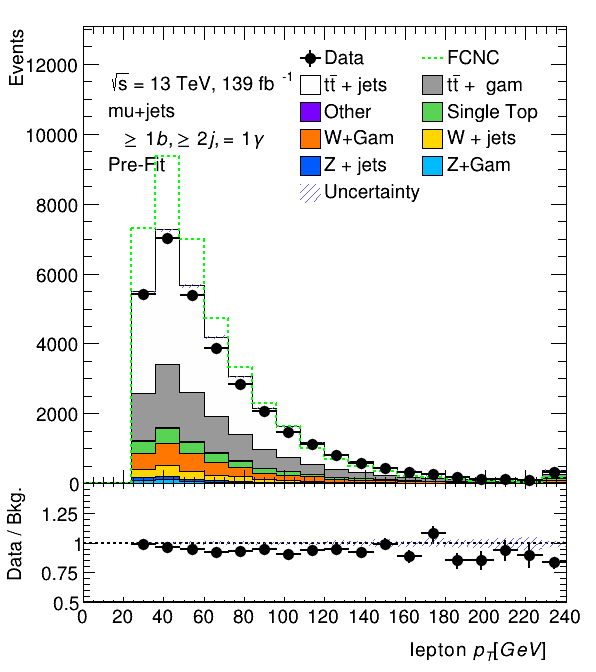 Events
12000
10000
8000
6000
4000
2000
0
√s = 13 TeV, 139 fb⁻¹
mu+jets
≥ 1b, ≥ 2j, = 1γ
Pre-Fit
Data
FCNC
tt̄ + jets
tt̄ + gam
Other
Single Top
W+Gam
W + jets
Z + jets
Z+Gam
Uncertainty
Data / Bkg.
1.25
1
0.75
0.5
0 20 40 60 80 100 120 140 160 180 200 220 240
lepton p_T[GeV]